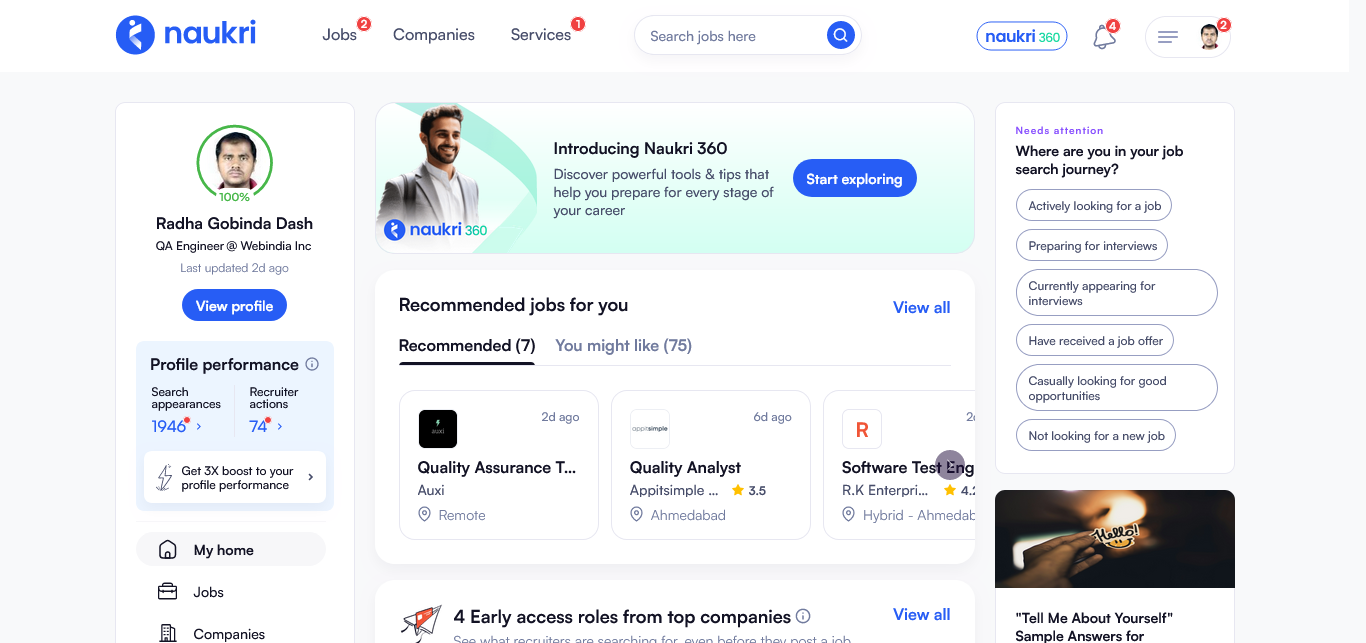 naukri
Jobs
2
Companies
Services
1
Search jobs here
naukri 360
4
2
100%
Radha Gobinda Dash
QA Engineer @ Webindia Inc
Last updated 2d ago
View profile
Profile performance
Search
appearances
1946
Recruiter
actions
74
Get 3X boost to your
profile performance
My home
Jobs
Companies
naukri 360
Introducing Naukri 360
Discover powerful tools & tips that
help you prepare for every stage of
your career
Start exploring
Recommended jobs for you
View all
Recommended (7)
You might like (75)
auxi
2d ago
Quality Assurance T...
Auxi
Remote
appitsimple
6d ago
Quality Analyst
Appitsimple ...
3.5
Ahmedabad
R
Software Test Eng
R.K Enterpri...
4.2
Hybrid - Ahmedab
4 Early access roles from top companies
View all
See what recruiters are searching for, even before they post a job
Needs attention
Where are you in your job
search journey?
Actively looking for a job
Preparing for interviews
Currently appearing for
interviews
Have received a job offer
Casually looking for good
opportunities
Not looking for a new job
Hello!
"Tell Me About Yourself"
Sample Answers for